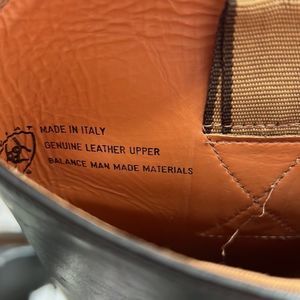 MADE IN ITALY
GENUINE LEATHER UPPER
BALANCE MAN MADE MATERIALS